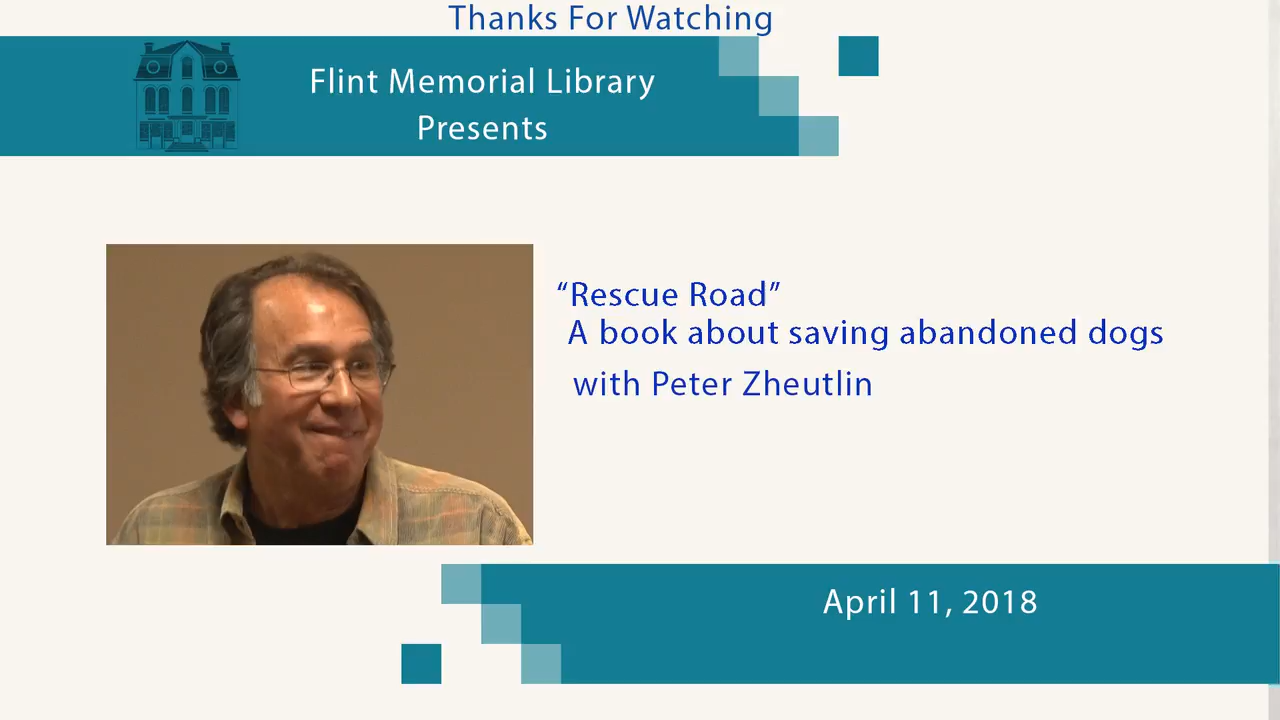 Thanks For Watching
Flint Memorial Library
Presents
“Rescue Road”
A book about saving abandoned dogs
with Peter Zheutlin
April 11, 2018